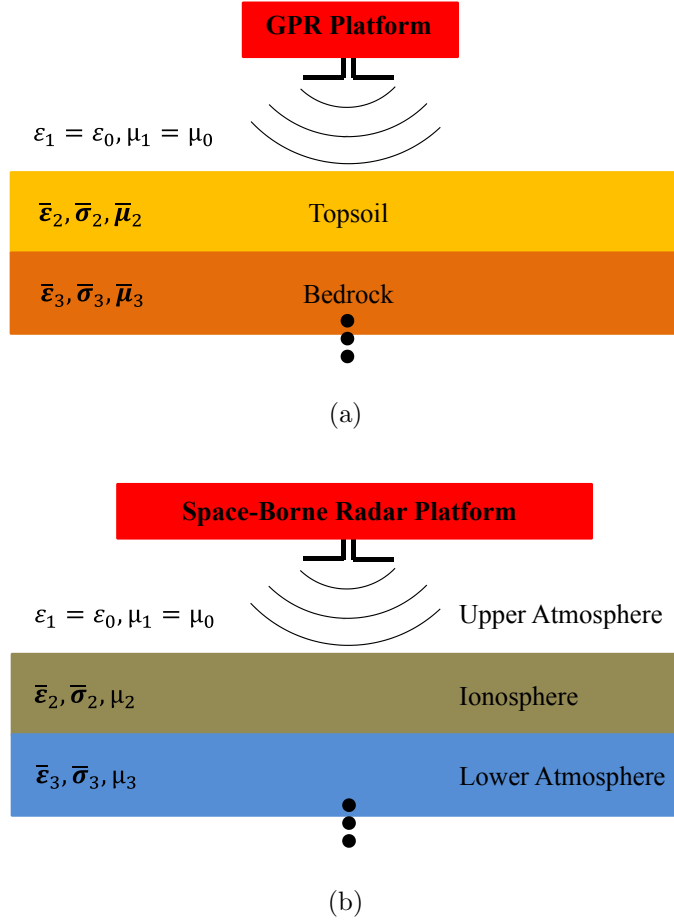 GPR Platform
ε₁ = ε₀, μ₁ = μ₀
ε̅₂, σ̅₂, μ̅₂ Topsoil
ε̅₃, σ̅₃, μ̅₃ Bedrock
(a)
Space-Borne Radar Platform
ε₁ = ε₀, μ₁ = μ₀ Upper Atmosphere
ε̅₂, σ̅₂, μ₂ Ionosphere
ε̅₃, σ̅₃, μ₃ Lower Atmosphere
(b)